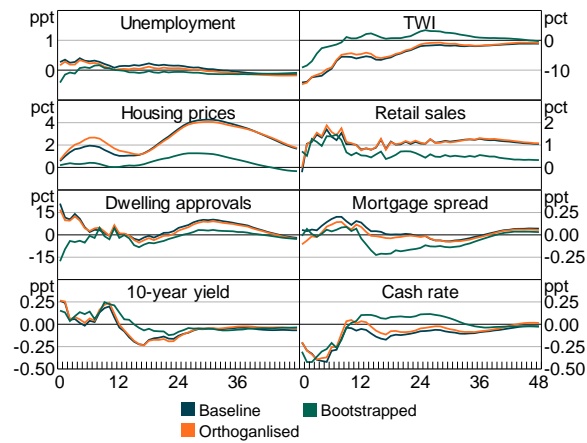 ppt Unemployment TWI pct
1 0
0 -10
pct Housing prices Retail sales pct
4 2
2 1
0 0
pct Dwelling approvals Mortgage spread ppt
15 0.25
0 0.00
-15 -0.25
ppt 10-year yield Cash rate ppt
0.25 0.25
0.00 0.00
-0.25 -0.25
-0.50 -0.50
0 12 24 36 0 12 24 36 48
Baseline Bootstrapped
Orthoganilised